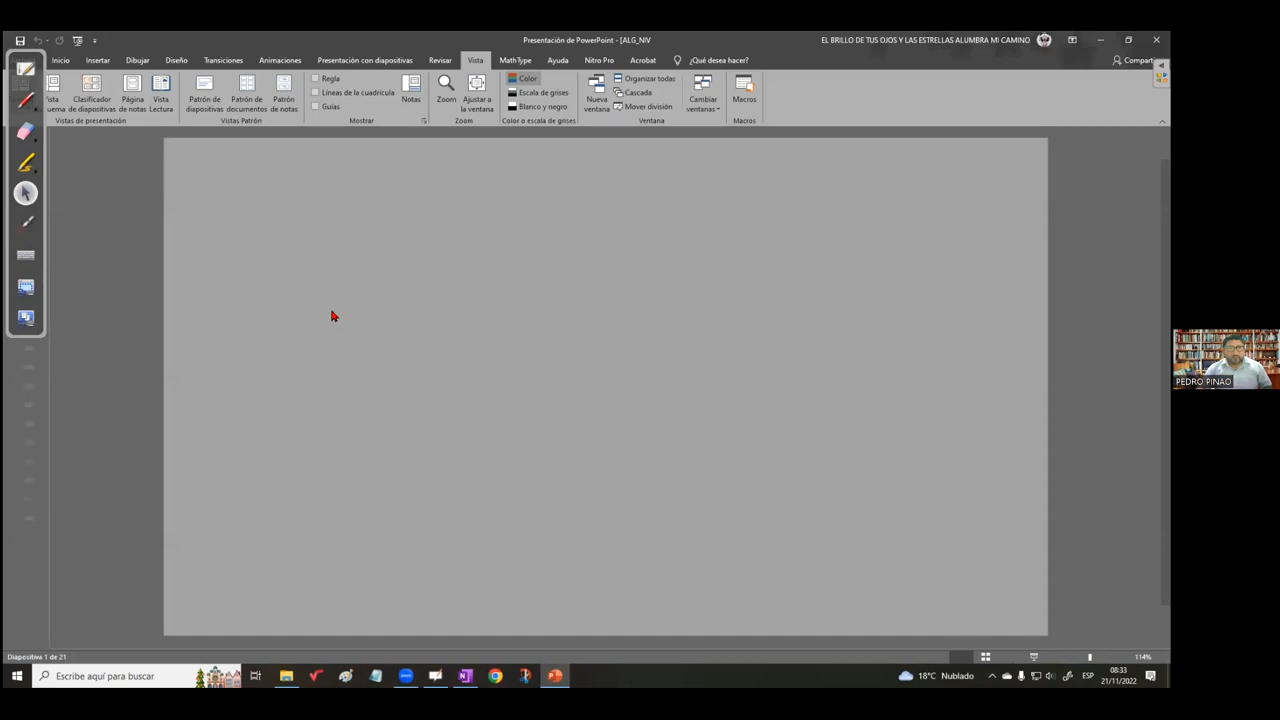 Presentación de PowerPoint - [ALG_NIV
EL BRILLO DE TUS OJOS Y LAS ESTRELLAS ALUMBRA MI CAMINO
Inicio Insertar Dibujar Diseño Transiciones Animaciones Presentación con diapositivas Revisar Vista MathType Ayuda Nitro Pro Acrobat ¿Qué desea hacer?
Clasificador de diapositivas
Página de notas
Vista Lectura
Vistas de presentación
Patrón de diapositivas
Patrón de documentos
Patrón de notas
Vistas Patrón
Regla
Líneas de la cuadrícula
Guías
Mostrar
Notas
Zoom
Ajustar a la ventana
Zoom
Color
Escala de grises
Blanco y negro
Color o escala de grises
Nueva ventana
Organizar todas
Cascada
Mover división
Ventana
Cambiar ventanas
Macros
Macros
PEDRO PINAO
Diapositiva 1 de 21
114%
Escribe aquí para buscar
18°C Nublado
ESP
08:33
21/11/2022